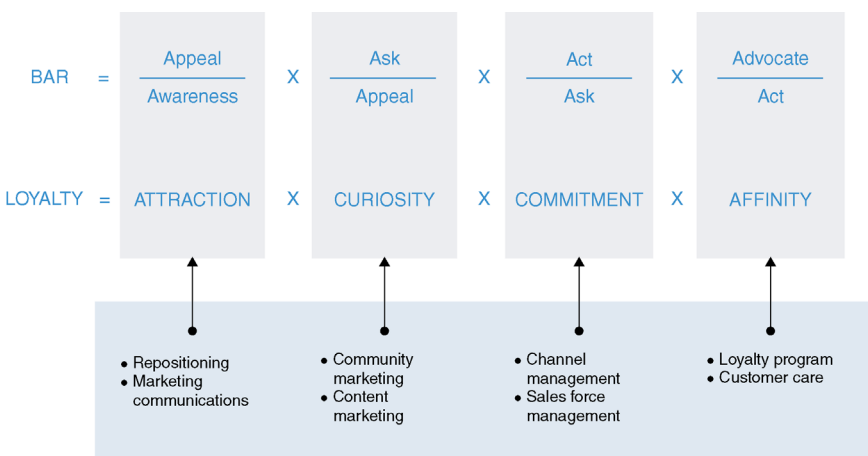 BAR = Appeal X Ask X Act X Advocate
Awareness Appeal Ask Act
LOYALTY = ATTRACTION X CURIOSITY X COMMITMENT X AFFINITY
• Repositioning
• Marketing
communications
• Community
marketing
• Content
marketing
• Channel
management
• Sales force
management
• Loyalty program
• Customer care